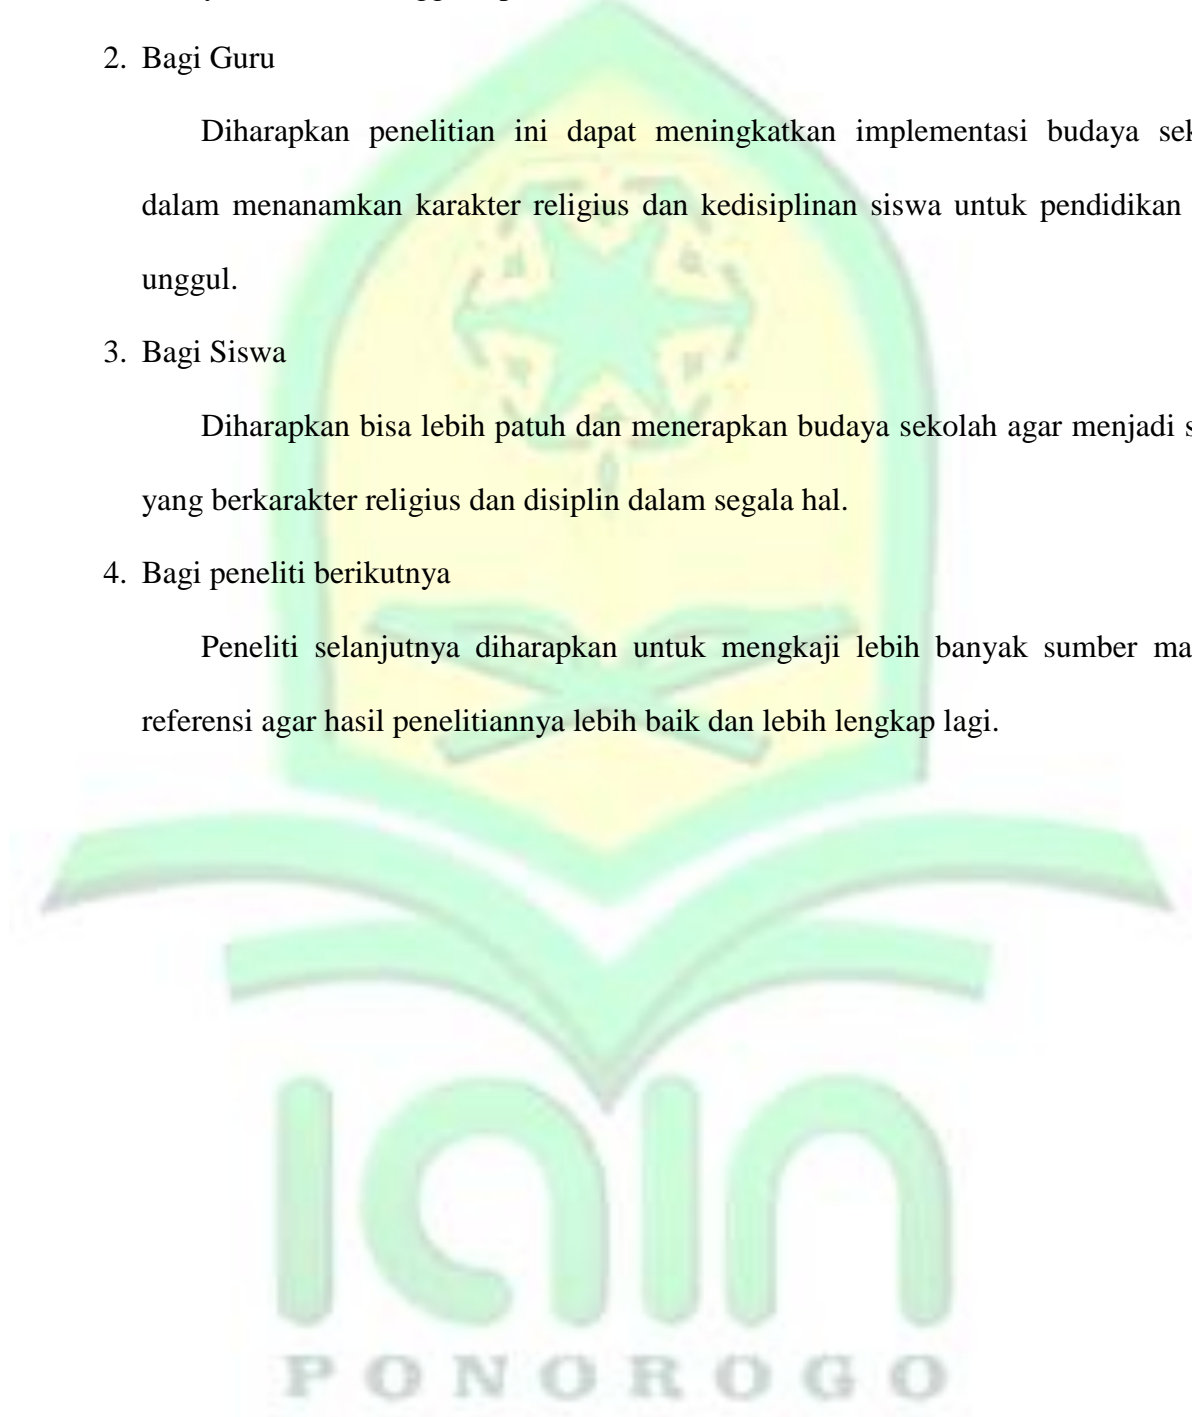 2. Bagi Guru
Diharapkan penelitian ini dapat meningkatkan implementasi budaya
dalam menanamkan karakter religius dan kedisiplinan siswa untuk pendidikan
unggul.
3. Bagi Siswa
Diharapkan bisa lebih patuh dan menerapkan budaya sekolah agar menjadi
yang berkarakter religius dan disiplin dalam segala hal.
4. Bagi peneliti berikutnya
Peneliti selanjutnya diharapkan untuk mengkaji lebih banyak sumber
referensi agar hasil penelitiannya lebih baik dan lebih lengkap lagi.
iain
PONOROGO